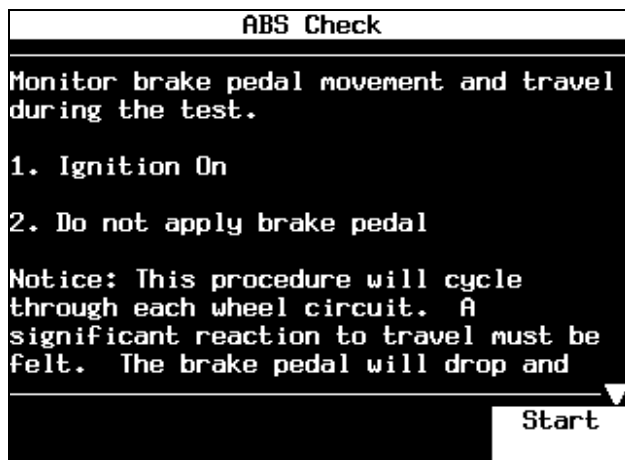 ABS Check
Monitor brake pedal movement and travel
during the test.
1. Ignition On
2. Do not apply brake pedal
Notice: This procedure will cycle
through each wheel circuit.  A
significant reaction to travel must be
felt.  The brake pedal will drop and
Start